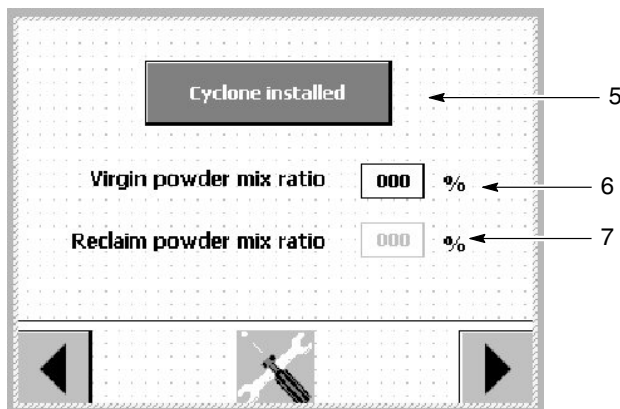 Cyclone installed
5
Virgin powder mix ratio 000 % 6
Reclaim powder mix ratio 000 % 7